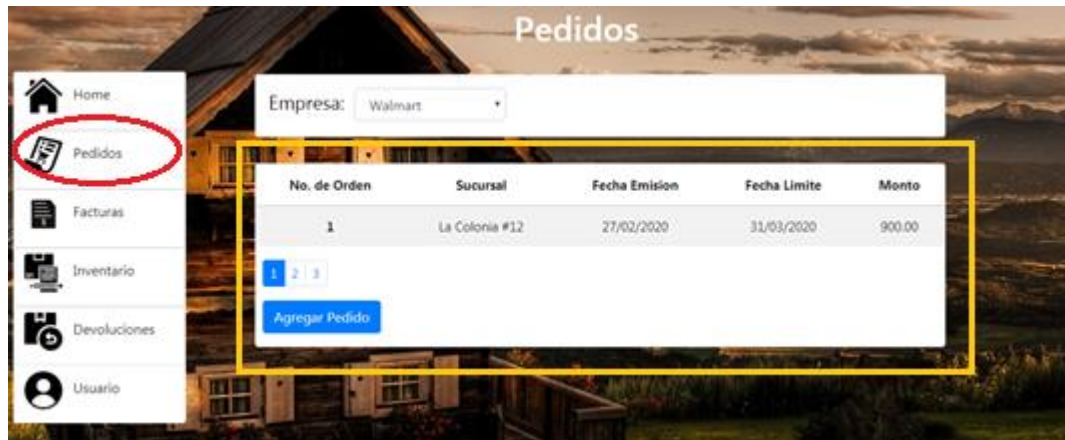 Pedidos
Home
Pedidos
Facturas
Inventario
Devoluciones
Usuario
Empresa: Walmart
No. de Orden Sucursal Fecha Emision Fecha Limite Monto
1 La Colonia #12 27/02/2020 31/03/2020 900.00
1 2 3
Agregar Pedido